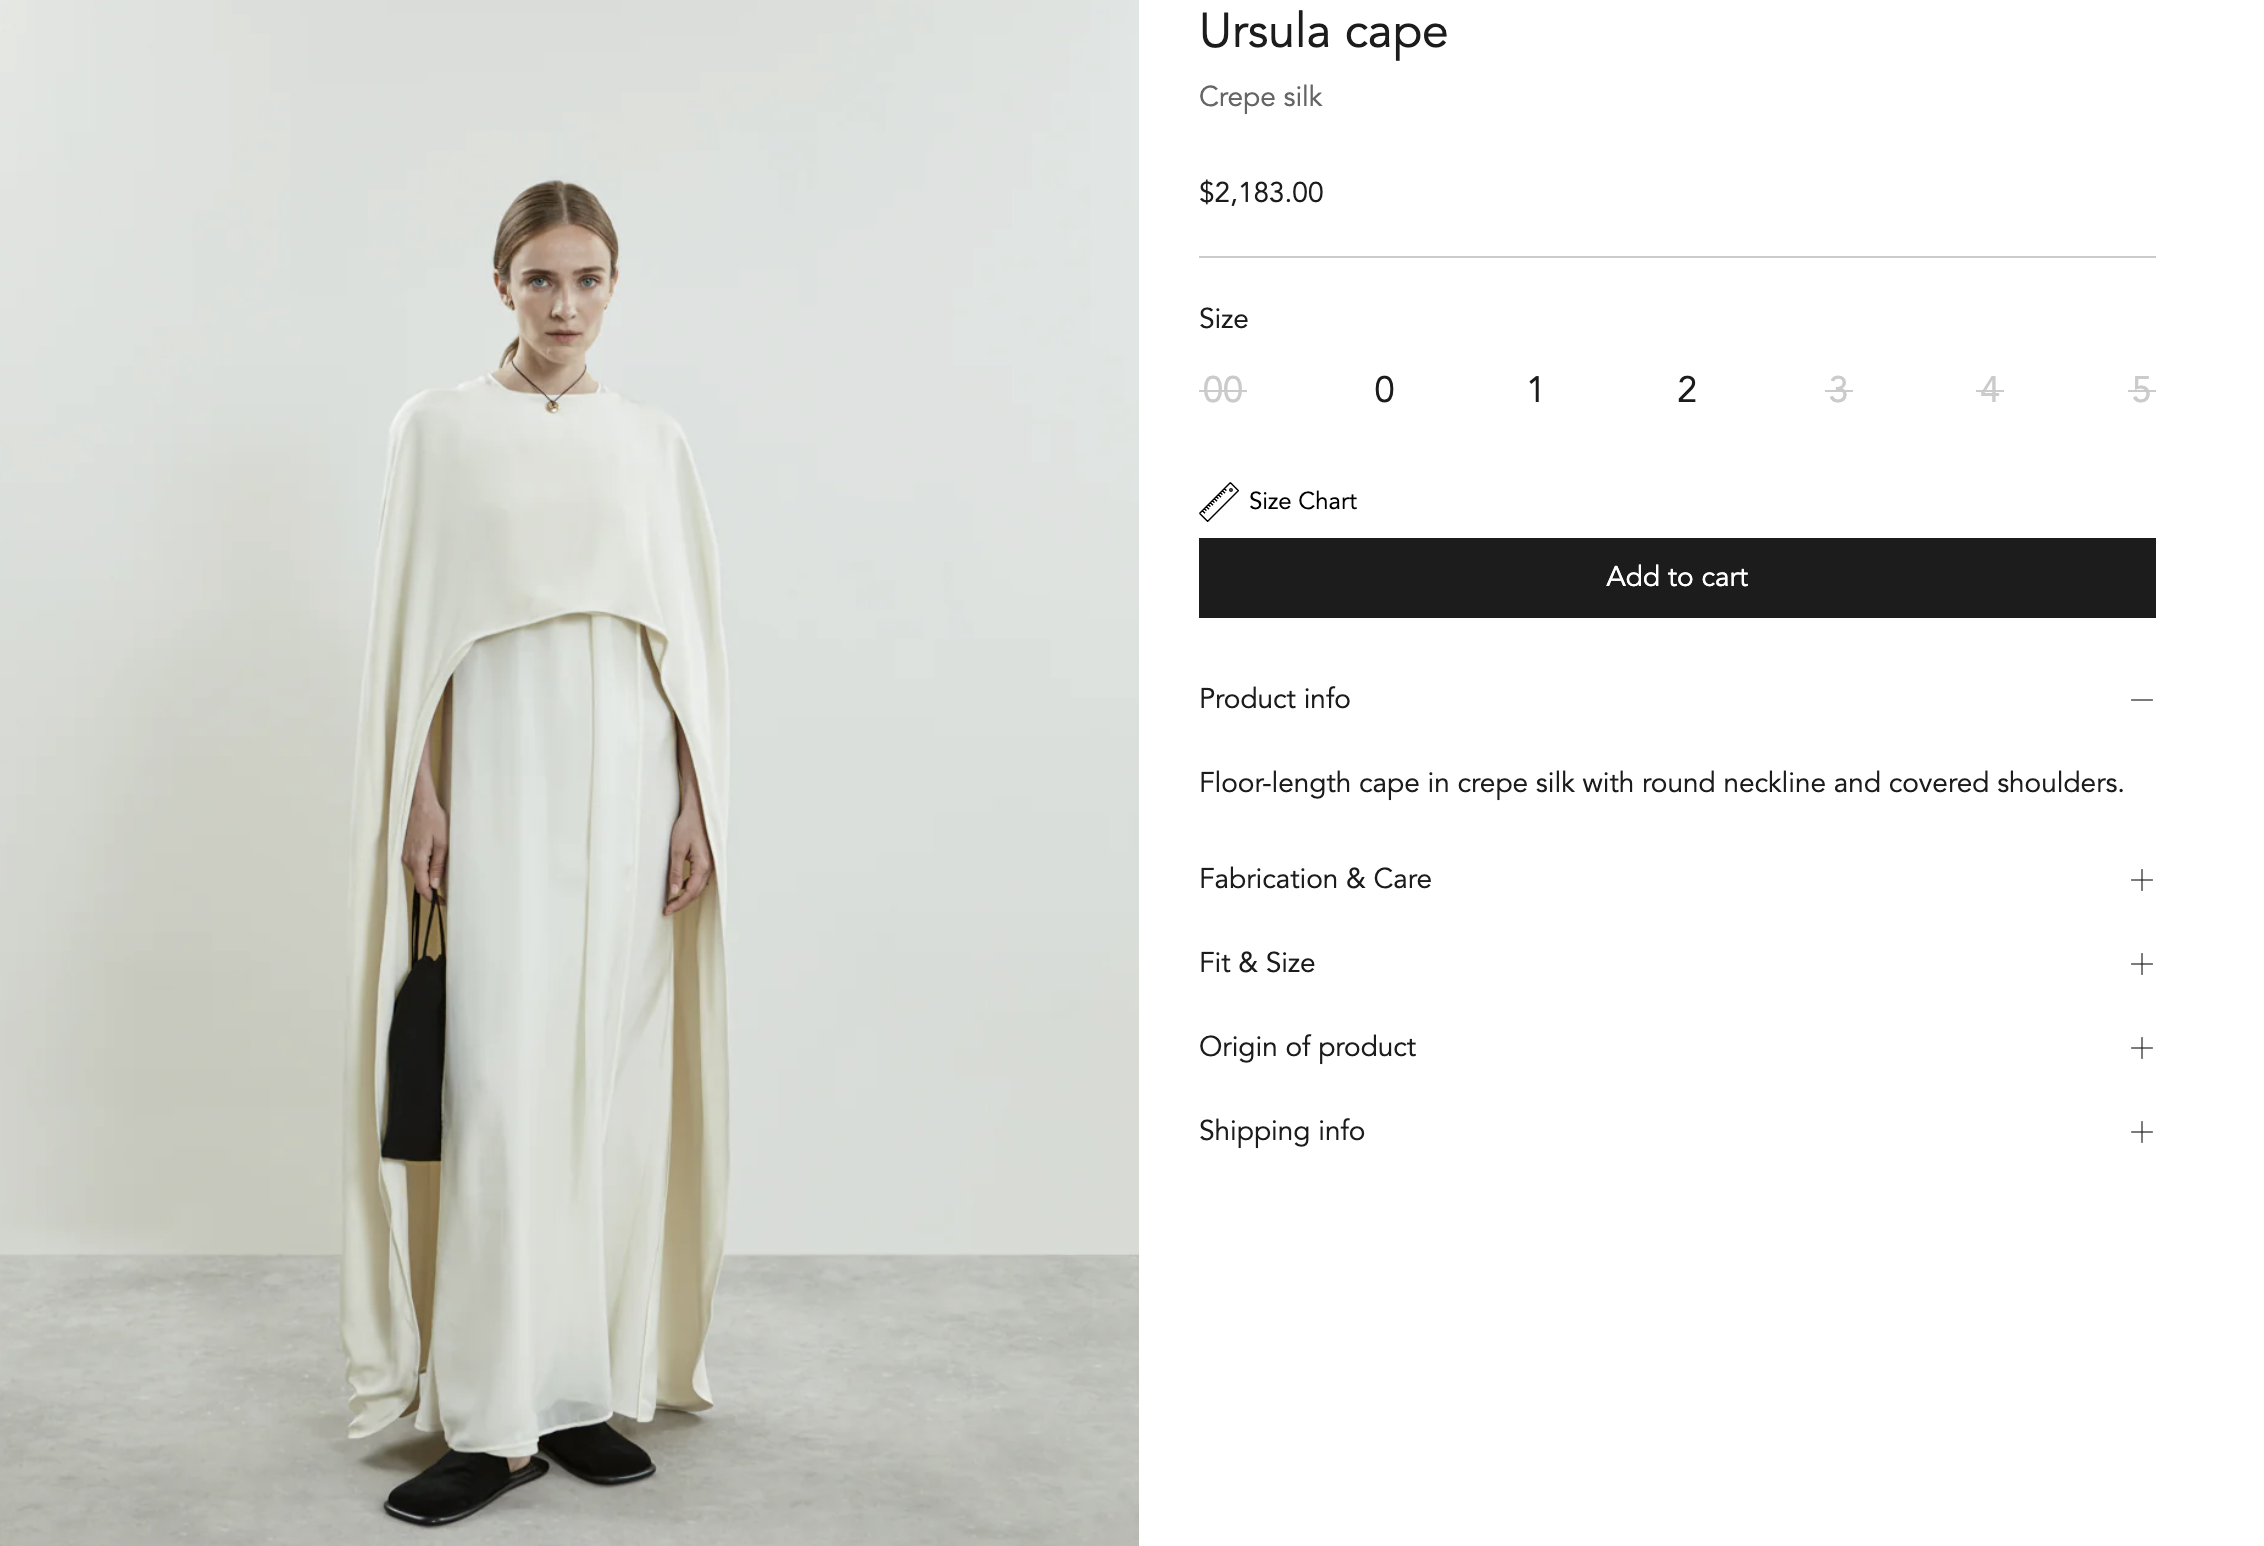 Ursula cape
Crepe silk
$2,183.00
Size
00 0 1 2 3 4 5
Size Chart
Add to cart
Product info
Floor-length cape in crepe silk with round neckline and covered shoulders.
Fabrication & Care
Fit & Size
Origin of product
Shipping info